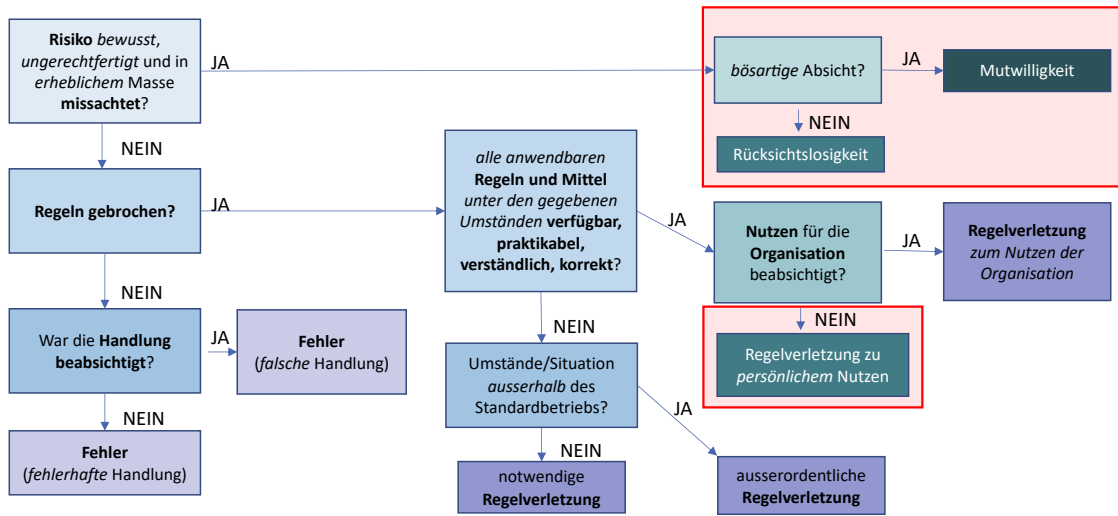 Risiko bewusst,
ungerechtfertigt und in
erheblichem Masse
missachtet?
JA
bösartige Absicht?
JA
Mutwilligkeit
NEIN
Rücksichtslosigkeit
NEIN
Regeln gebrochen?
JA
alle anwendbaren
Regeln und Mittel
unter den gegebenen
Umständen verfügbar,
praktikabel,
verständlich, korrekt?
JA
Nutzen für die
Organisation
beabsichtigt?
JA
Regelverletzung
zum Nutzen der
Organisation
NEIN
Regelverletzung zu
persönlichem Nutzen
NEIN
War die Handlung
beabsichtigt?
JA
Fehler
(falsche Handlung)
NEIN
Umstände/Situation
ausserhalb des
Standardbetriebs?
JA
NEIN
Fehler
(fehlerhafte Handlung)
NEIN
notwendige
Regelverletzung
ausserordentliche
Regelverletzung